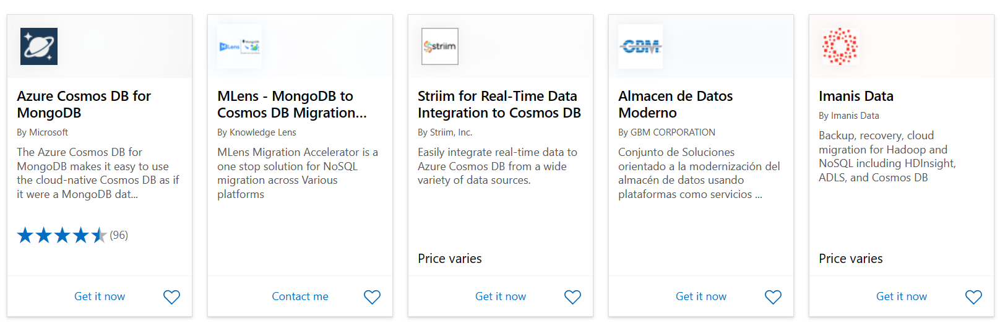 MLens
MongoDB
striim
GBM
Azure Cosmos DB for
MongoDB
By Microsoft
The Azure Cosmos DB for
MongoDB makes it easy to use
the cloud-native Cosmos DB as if
it were a MongoDB dat...
(96)
Get it now
MLens - MongoDB to
Cosmos DB Migration...
By Knowledge Lens
MLens Migration Accelerator is a
one stop solution for NoSQL
migration across Various
platforms
Contact me
Striim for Real-Time Data
Integration to Cosmos DB
By Striim, Inc.
Easily integrate real-time data to
Azure Cosmos DB from a wide
variety of data sources.
Price varies
Get it now
Almacen de Datos
Moderno
By GBM CORPORATION
Conjunto de Soluciones
orientado a la modernización del
almacén de datos usando
plataformas como servicios ...
Get it now
Imanis Data
By Imanis Data
Backup, recovery, cloud
migration for Hadoop and
NoSQL including HDInsight,
ADLS, and Cosmos DB
Price varies
Get it now